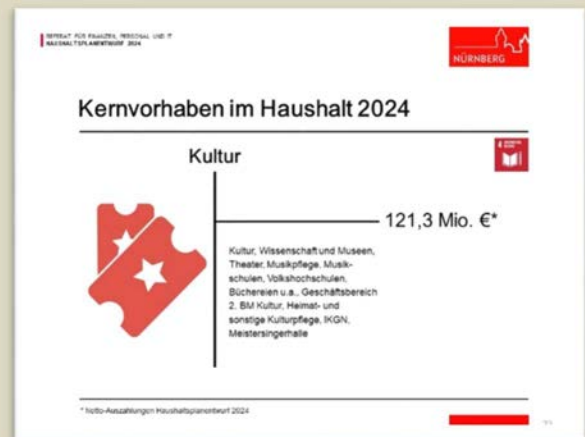 REFERAT FÜR FINANZEN, PERSONAL UND IT
HAUSHALTSPLANENTWURF 2024
NÜRNBERG
Kernvorhaben im Haushalt 2024
Kultur
121,3 Mio. €*
Kultur, Wissenschaft und Museen,
Theater, Musikpflege, Musik-
schulen, Volkshochschulen,
Büchereien u.a., Geschäftsbereich
2. BM Kultur, Heimat- und
sonstige Kulturpflege, IKGN,
Meistersingerhalle
* Netto-Auszahlungen Haushaltsplanentwurf 2024